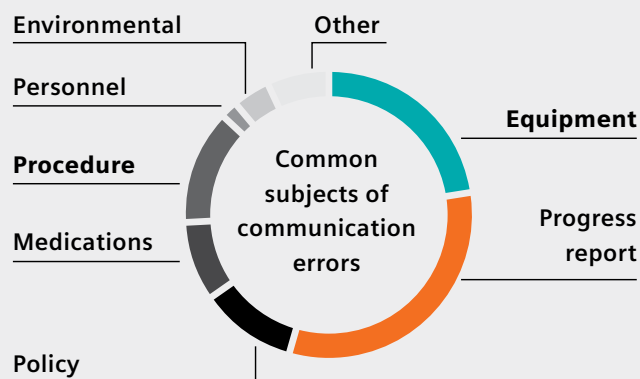 Environmental
Other
Personnel
Equipment
Procedure
Common
subjects of
communication
errors
Progress
report
Medications
Policy